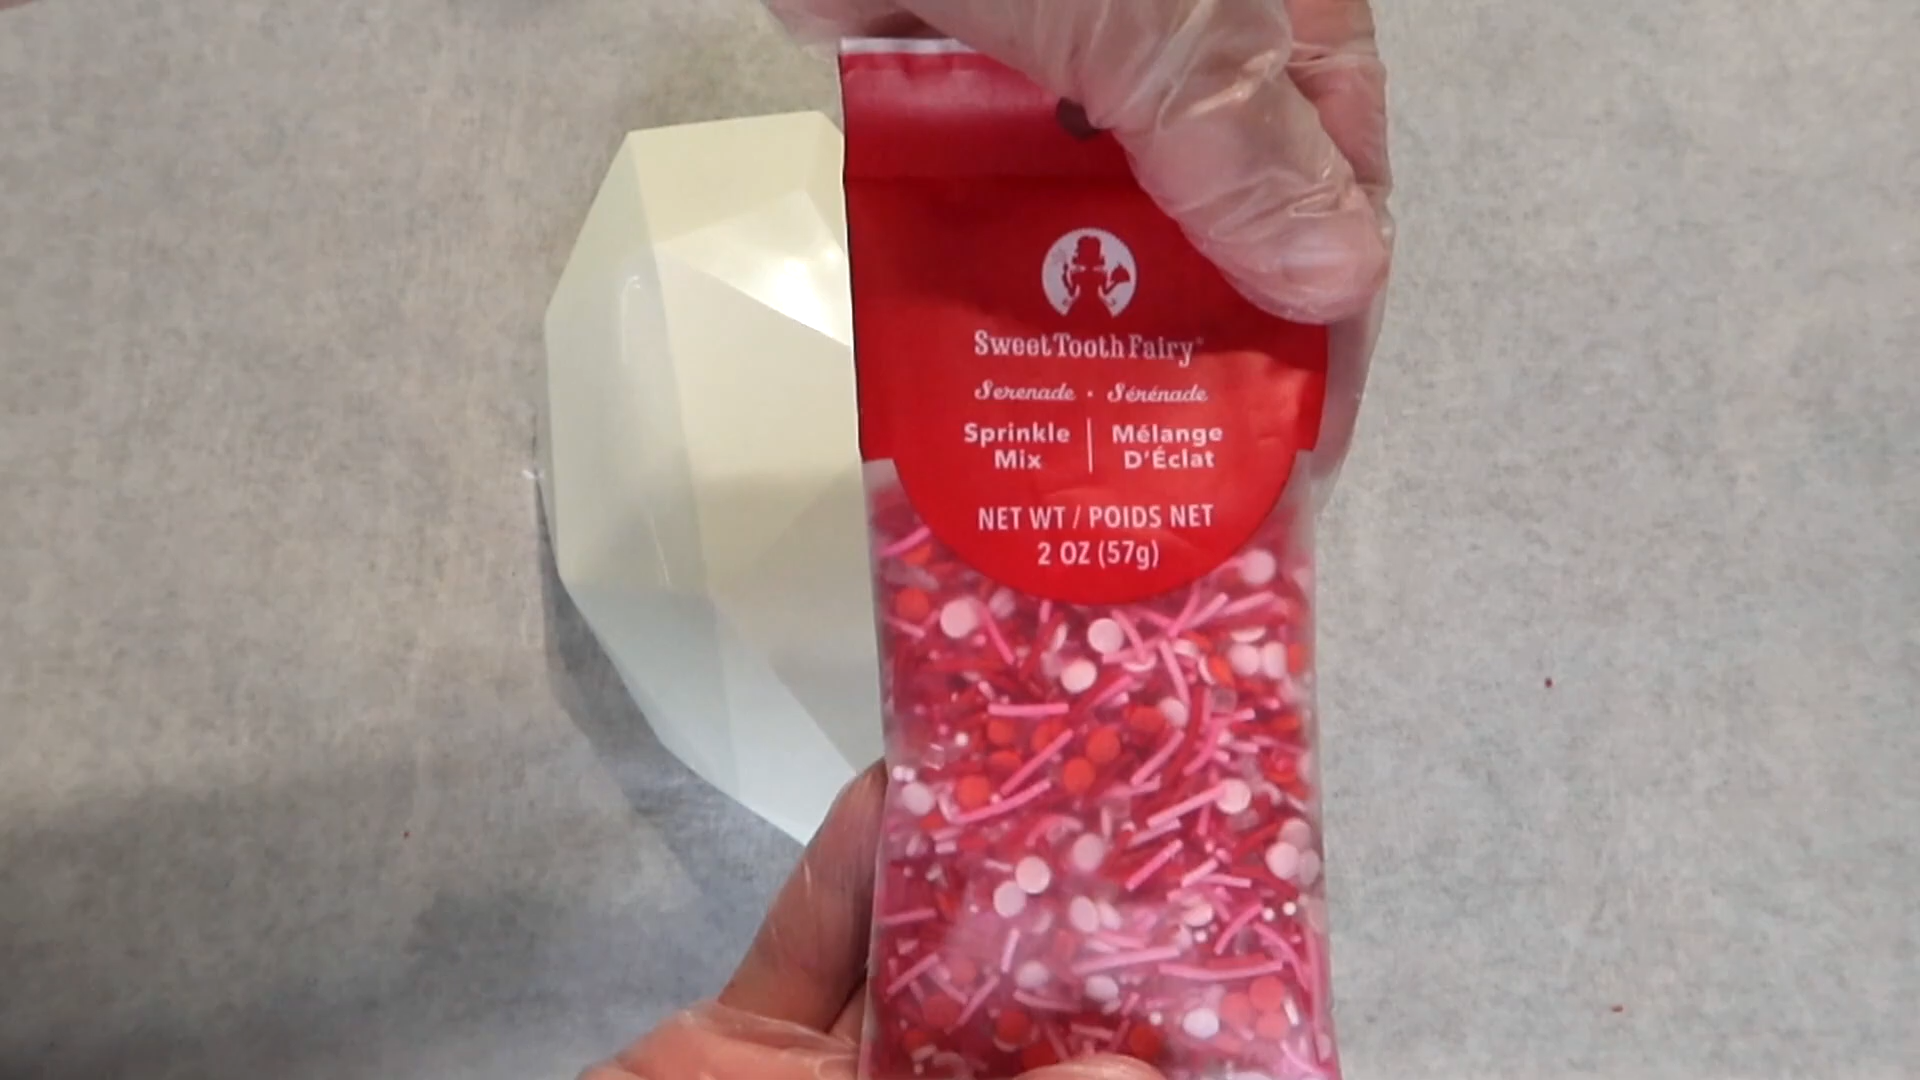 SweetToothFairy®
Serenade • Sérénade
Sprinkle Mix | Mélange D'Éclat
NET WT / POIDS NET
2 OZ (57g)